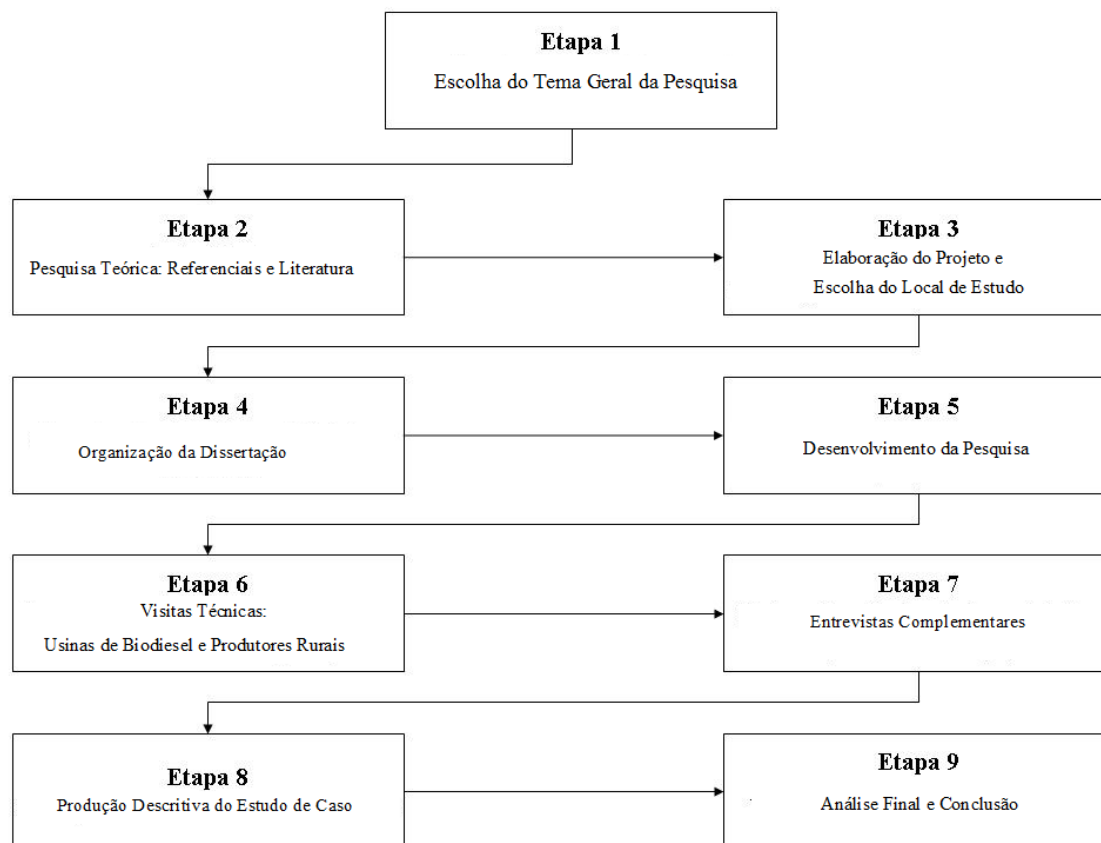 Etapa 1
Escolha do Tema Geral da Pesquisa
Etapa 2
Pesquisa Teórica: Referenciais e Literatura
Etapa 3
Elaboração do Projeto e
Escolha do Local de Estudo
Etapa 4
Organização da Dissertação
Etapa 5
Desenvolvimento da Pesquisa
Etapa 6
Visitas Técnicas:
Usinas de Biodiesel e Produtores Rurais
Etapa 7
Entrevistas Complementares
Etapa 8
Produção Descritiva do Estudo de Caso
Etapa 9
Análise Final e Conclusão